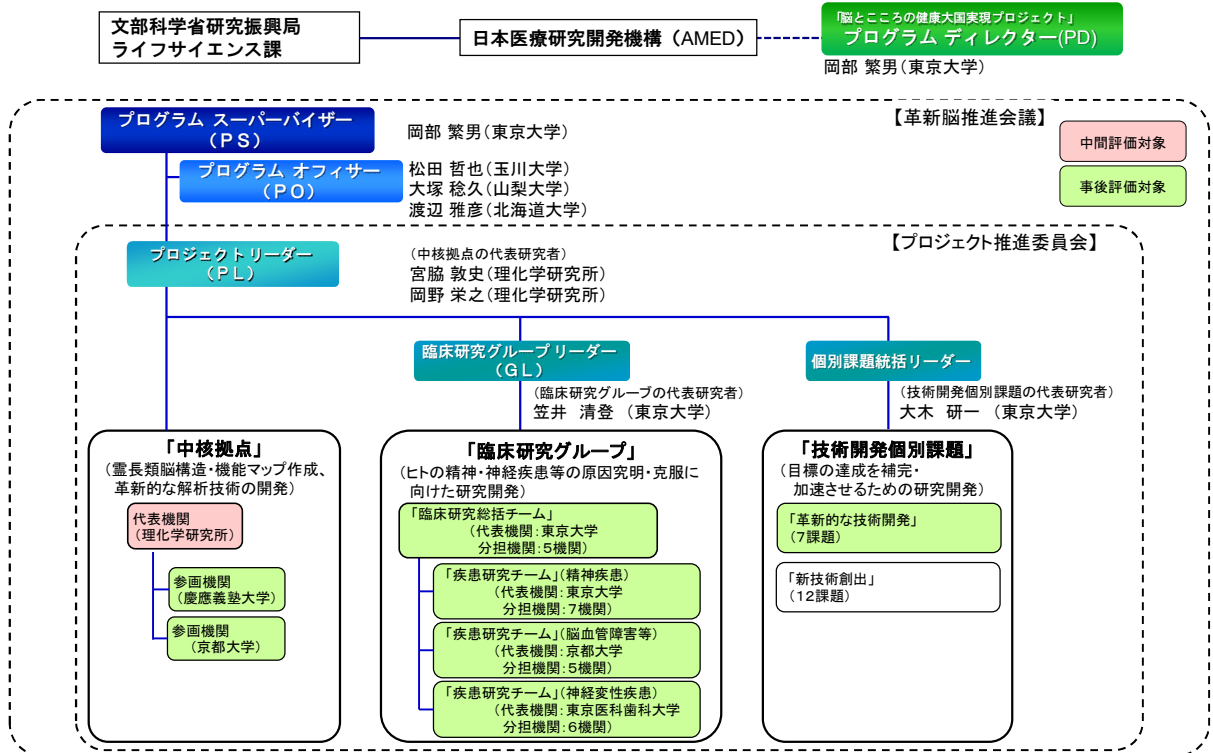 文部科学省研究振興局
ライフサイエンス課
日本医療研究開発機構（AMED）
「脳とこころの健康大国実現プロジェクト」
プログラム ディレクター(PD)
岡部 繁男（東京大学）
【革新脳推進会議】
プログラム スーパーバイザー
（ＰＳ）
岡部 繁男（東京大学）
中間評価対象
事後評価対象
プログラム オフィサー
（ＰＯ）
松田 哲也（玉川大学）
大塚 稔久（山梨大学）
渡辺 雅彦（北海道大学）
【プロジェクト推進委員会】
プロジェクトリーダー
（ＰＬ）
（中核拠点の代表研究者）
宮脇 敦史（理化学研究所）
岡野 栄之（理化学研究所）
臨床研究グループリーダー
（GL）
（臨床研究グループの代表研究者）
笠井 清登 （東京大学）
個別課題統括リーダー
（技術開発個別課題の代表研究者）
大木 研一 （東京大学）
「中核拠点」
（霊長類脳構造・機能マップ作成、
革新的な解析技術の開発）
代表機関
（理化学研究所）
参画機関
（慶應義塾大学）
参画機関
（京都大学）
「臨床研究グループ」
（ヒトの精神・神経疾患等の原因究明・克服に
向けた研究開発）
「臨床研究総括チーム」
（代表機関：東京大学
分担機関：5機関）
「疾患研究チーム」（精神疾患）
（代表機関：東京大学
分担機関：7機関）
「疾患研究チーム」（脳血管障害等）
（代表機関：京都大学
分担機関：5機関）
「疾患研究チーム」（神経変性疾患）
（代表機関：東京医科歯科大学
分担機関：6機関）
「技術開発個別課題」
（目標の達成を補完・
加速させるための研究開発）
「革新的な技術開発」
（7課題）
「新技術創出」
（12課題）